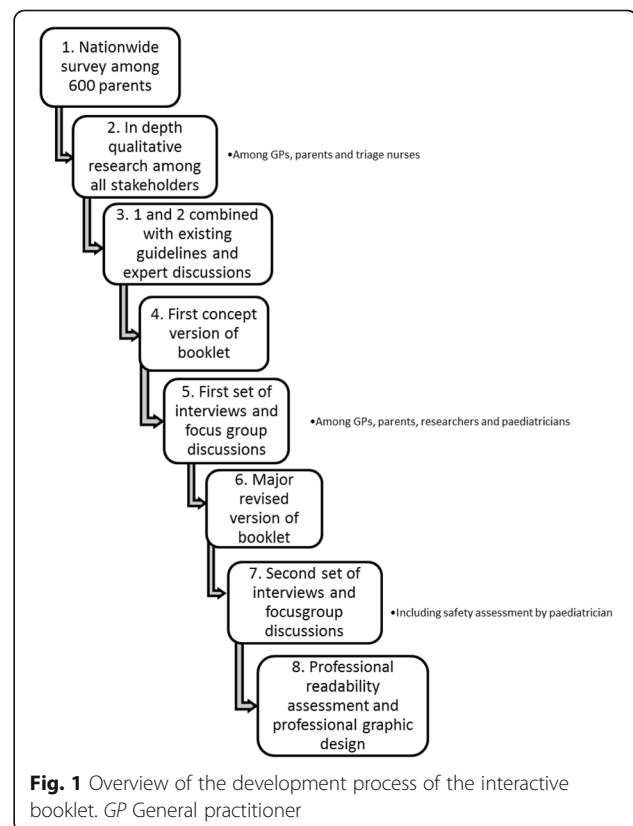 1. Nationwide
survey among
600 parents
2. In depth
qualitative
research among
all stakeholders
•Among GPs, parents and triage nurses
3. 1 and 2 combined
with existing
guidelines and
expert discussions
4. First concept
version of
booklet
5. First set of
interviews and
focus group
discussions
•Among GPs, parents, researchers and paediatricians
6. Major
revised
version of
booklet
7. Second set of
interviews and
focusgroup
discussions
•Including safety assessment by paediatrician
8. Professional
readability
assessment and
professional graphic
design
Fig. 1 Overview of the development process of the interactive
booklet. GP General practitioner